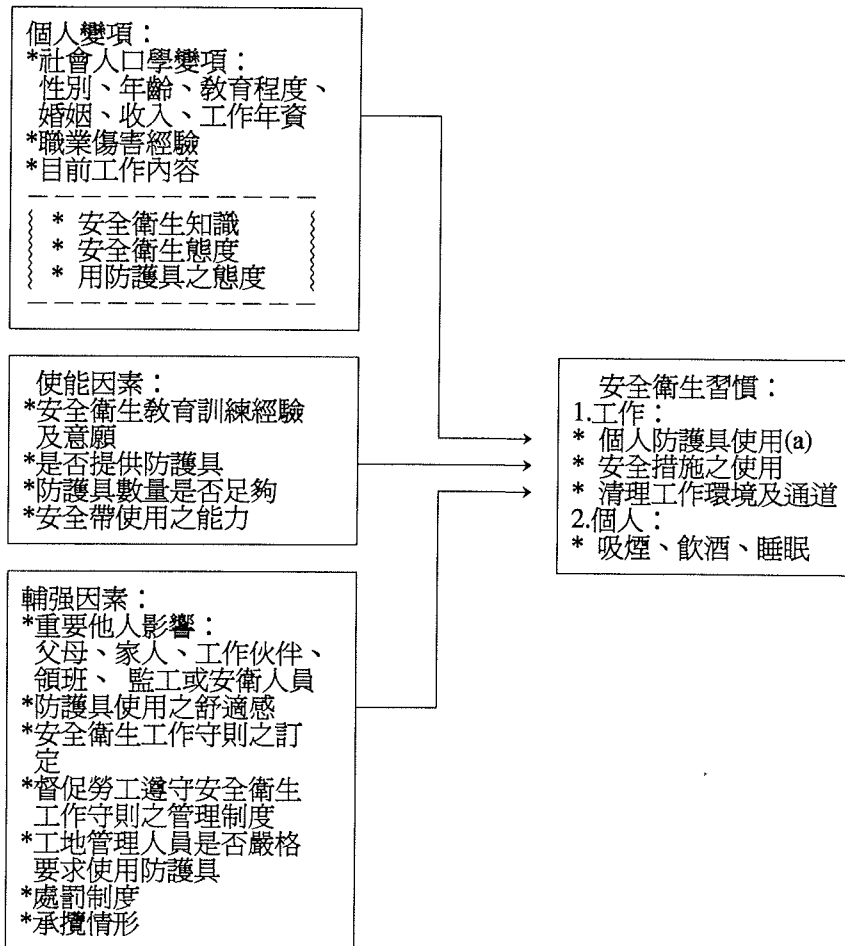 個人變項：
*社會人口學變項：
性別、年齡、教育程度、
婚姻、收入、工作年資
*職業傷害經驗
*目前工作內容
* 安全衛生知識
* 安全衛生態度
* 用防護具之態度
使能因素：
*安全衛生教育訓練經驗
及意願
*是否提供防護具
*防護具數量是否足夠
*安全帶使用之能力
輔强因素：
*重要他人影響：
父母、家人、工作伙伴、
領班、 監工或安衛人員
*防護具使用之舒適感
*安全衛生工作守則之訂
定
*督促勞工遵守安全衛生
工作守則之管理制度
*工地管理人員是否嚴格
要求使用防護具
*處罰制度
*承攬情形
安全衛生習慣：
1.工作：
* 個人防護具使用(a)
* 安全措施之使用
* 清理工作環境及通道
2.個人：
* 吸煙、飲酒、睡眠